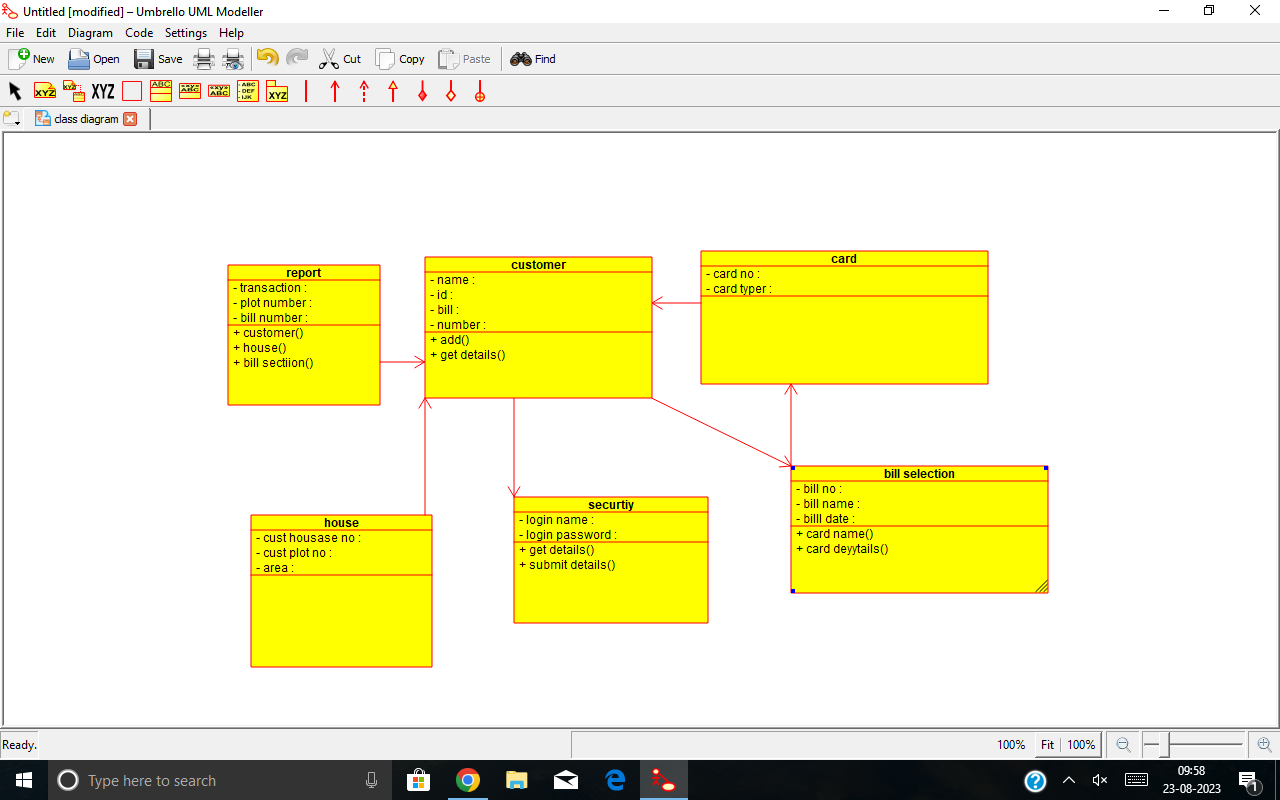 Untitled [modified] – Umbrello UML Modeller
File Edit Diagram Code Settings Help
New Open Save Cut Copy Paste Find
XYZ XYZ XYZ ABC «xyz» ABC «xyz» ABC - ABC - DEF - IJK XYZ
class diagram
report
- transaction :
- plot number :
- bill number :
+ customer()
+ house()
+ bill sectiion()
customer
- name :
- id :
- bill :
- number :
+ add()
+ get details()
card
- card no :
- card typer :
house
- cust housase no :
- cust plot no :
- area :
securtiy
- login name :
- login password :
+ get details()
+ submit details()
bill selection
- bill no :
- bill name :
- billl date :
+ card name()
+ card deyytails()
Ready.
100% Fit 100%
Type here to search
09:58
23-08-2023
1